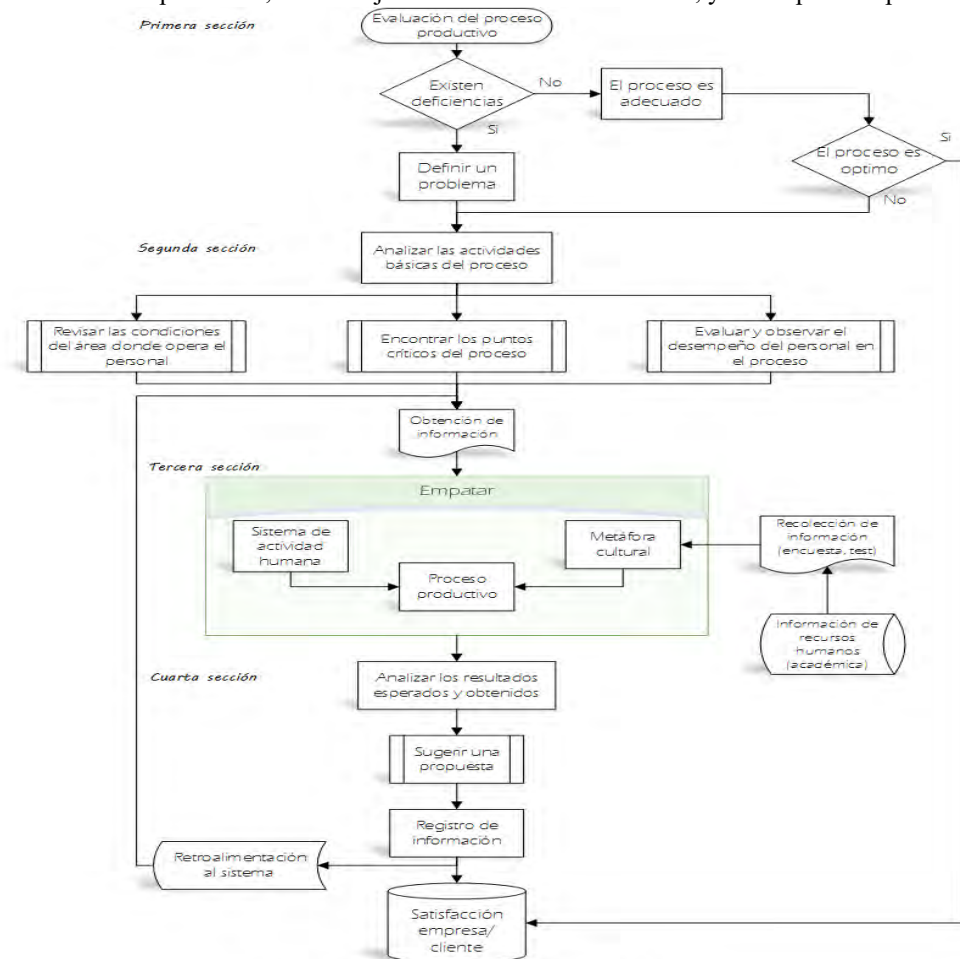 Primera sección
Evaluación del proceso
productivo
Existen
deficiencias
No
El proceso es
adecuado
Si
El proceso es
optimo
Si
No
Definir un
problema
Segunda sección
Analizar las actividades
básicas del proceso
Revisar las condiciones
del área donde opera el
personal
Encontrar los puntos
críticos del proceso
Evaluar y observar el
desempeño del personal en
el proceso
Obtención de
información
Tercera sección
Empatar
Sistema de
actividad
humana
Metáfora
cultural
Proceso
productivo
Recolección de
información
(encuesta, test)
Información de
recursos
humanos
(académica)
Cuarta sección
Analizar los resultados
esperados y obtenidos
Sugerir una
propuesta
Registro de
información
Retroalimentación
al sistema
Satisfacción
empresa/
cliente